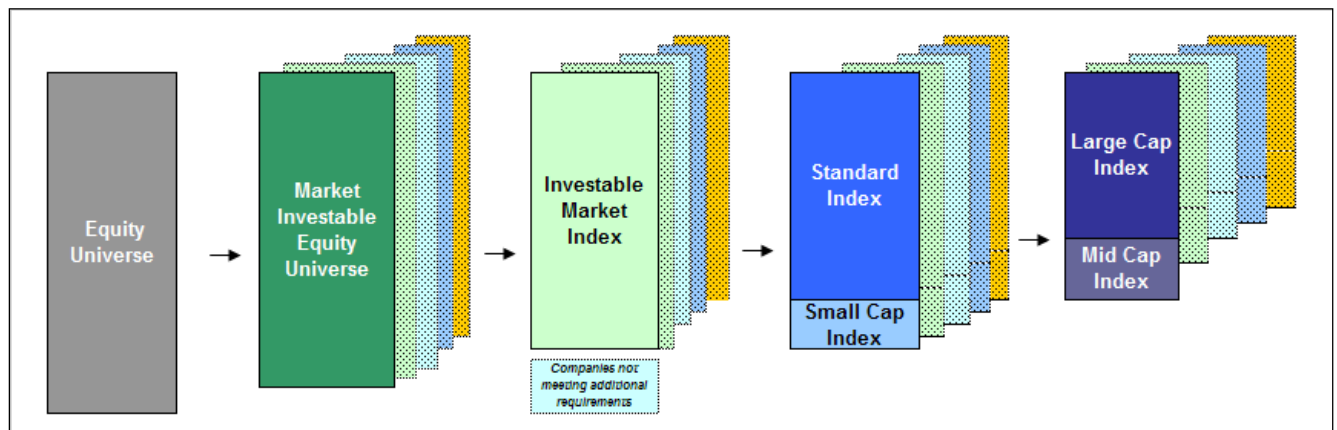 Equity
Universe
Market
Investable
Equity
Universe
Investable
Market
Index
Companies not
meeting additional
requirements
Standard
Index
Small Cap
Index
Large Cap
Index
Mid Cap
Index